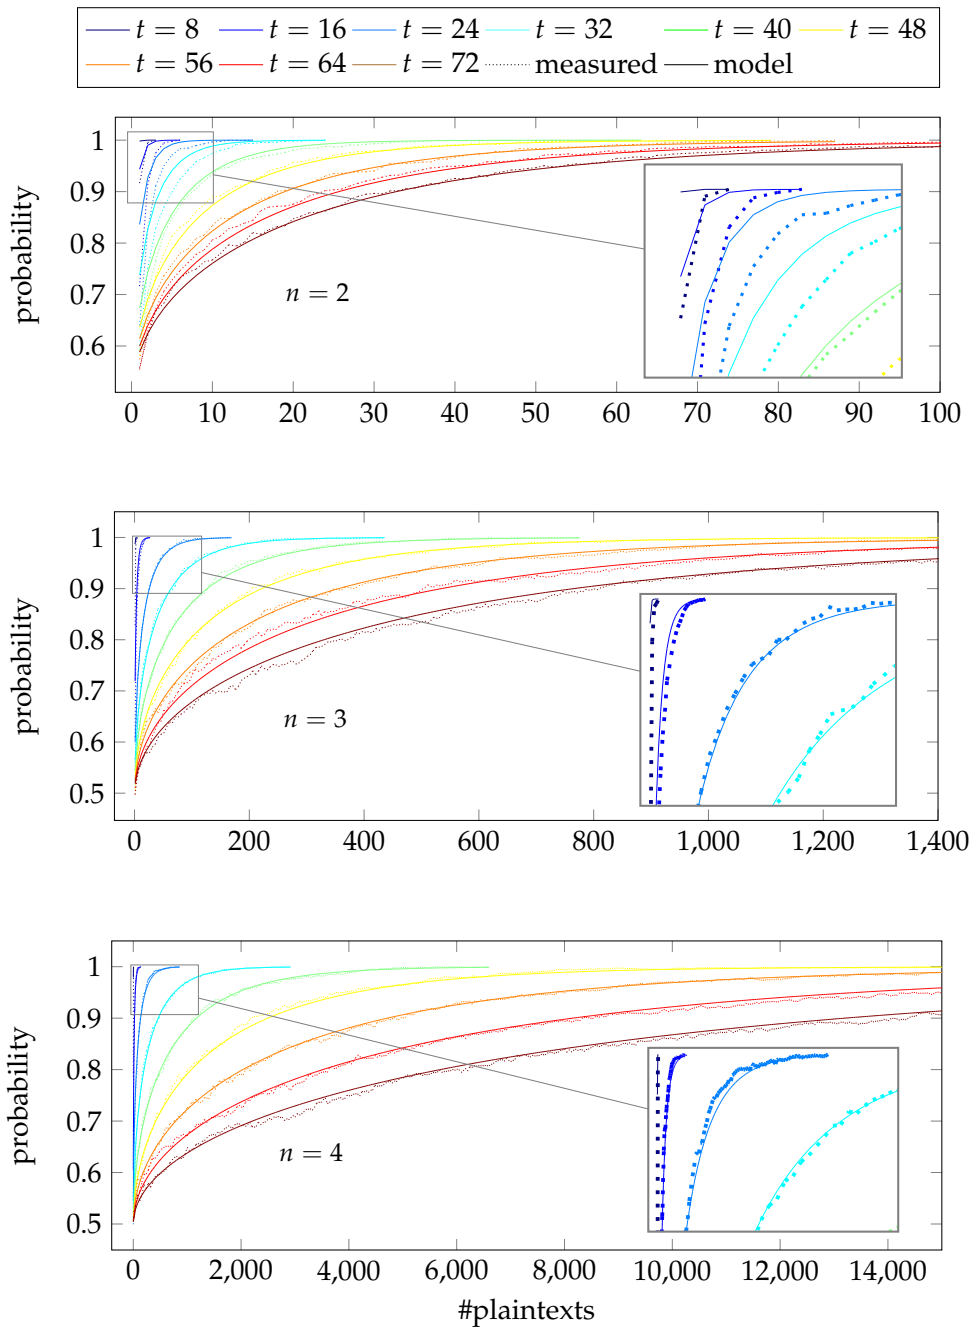 t = 8 t = 16 t = 24 t = 32 t = 40 t = 48
t = 56 t = 64 t = 72 measured model
probability
1
0.9
0.8
0.7
0.6
n = 2
0 10 20 30 40 50 60 70 80 90 100
probability
1
0.9
0.8
0.7
0.6
0.5
n = 3
0 200 400 600 800 1,000 1,200 1,400
probability
1
0.9
0.8
0.7
0.6
0.5
n = 4
0 2,000 4,000 6,000 8,000 10,000 12,000 14,000
#plaintexts